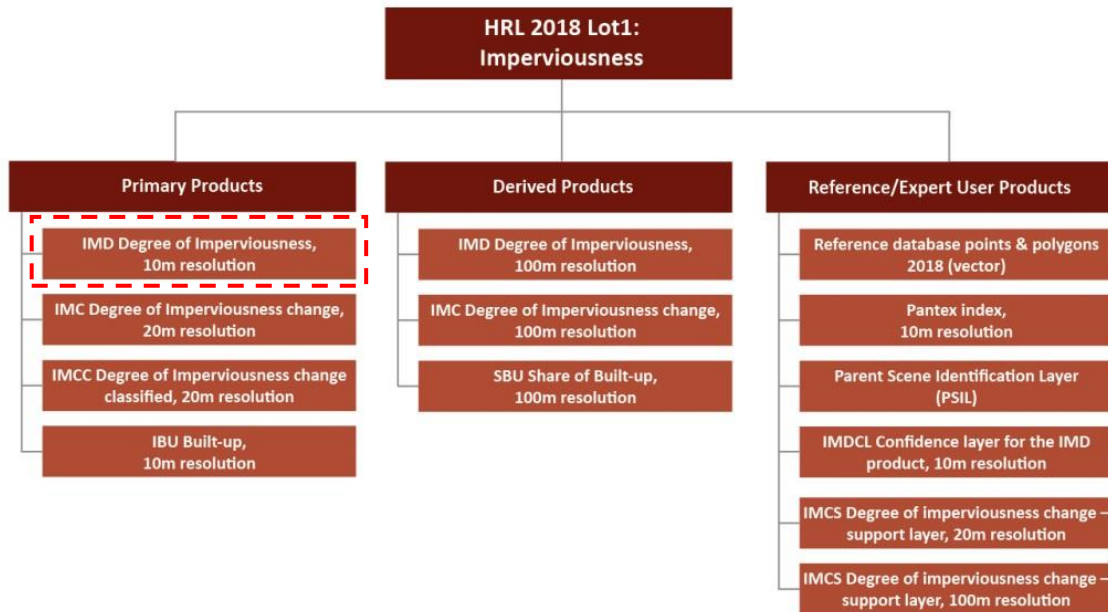 HRL 2018 Lot1:
Imperviousness
Primary Products
IMD Degree of Imperviousness,
10m resolution
IMC Degree of Imperviousness change,
20m resolution
IMCC Degree of Imperviousness change
classified, 20m resolution
IBU Built-up,
10m resolution
Derived Products
IMD Degree of Imperviousness,
100m resolution
IMC Degree of Imperviousness change,
100m resolution
SBU Share of Built-up,
100m resolution
Reference/Expert User Products
Reference database points & polygons
2018 (vector)
Pantex index,
10m resolution
Parent Scene Identification Layer
(PSIL)
IMDCL Confidence layer for the IMD
product, 10m resolution
IMCS Degree of imperviousness change –
support layer, 20m resolution
IMCS Degree of imperviousness change –
support layer, 100m resolution